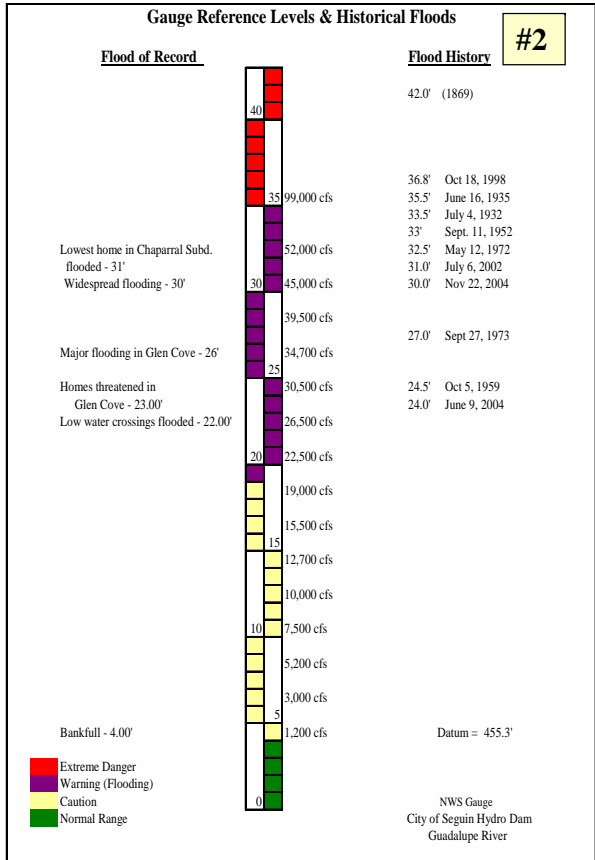 Gauge Reference Levels & Historical Floods
#2
Flood of Record
Flood History
42.0' (1869)
40
36.8' Oct 18, 1998
35 99,000 cfs
35.5' June 16, 1935
33.5' July 4, 1932
33' Sept. 11, 1952
Lowest home in Chaparral Subd.
52,000 cfs
32.5' May 12, 1972
flooded - 31'
31.0' July 6, 2002
Widespread flooding - 30'
30 45,000 cfs
30.0' Nov 22, 2004
39,500 cfs
27.0' Sept 27, 1973
Major flooding in Glen Cove - 26'
34,700 cfs
25
Homes threatened in
30,500 cfs
24.5' Oct 5, 1959
Glen Cove - 23.00'
24.0' June 9, 2004
Low water crossings flooded - 22.00'
26,500 cfs
20 22,500 cfs
19,000 cfs
15,500 cfs
15
12,700 cfs
10,000 cfs
10 7,500 cfs
5,200 cfs
3,000 cfs
5
Bankfull - 4.00'
1,200 cfs
Datum = 455.3'
Extreme Danger
Warning (Flooding)
Caution
Normal Range
0
NWS Gauge
City of Seguin Hydro Dam
Guadalupe River